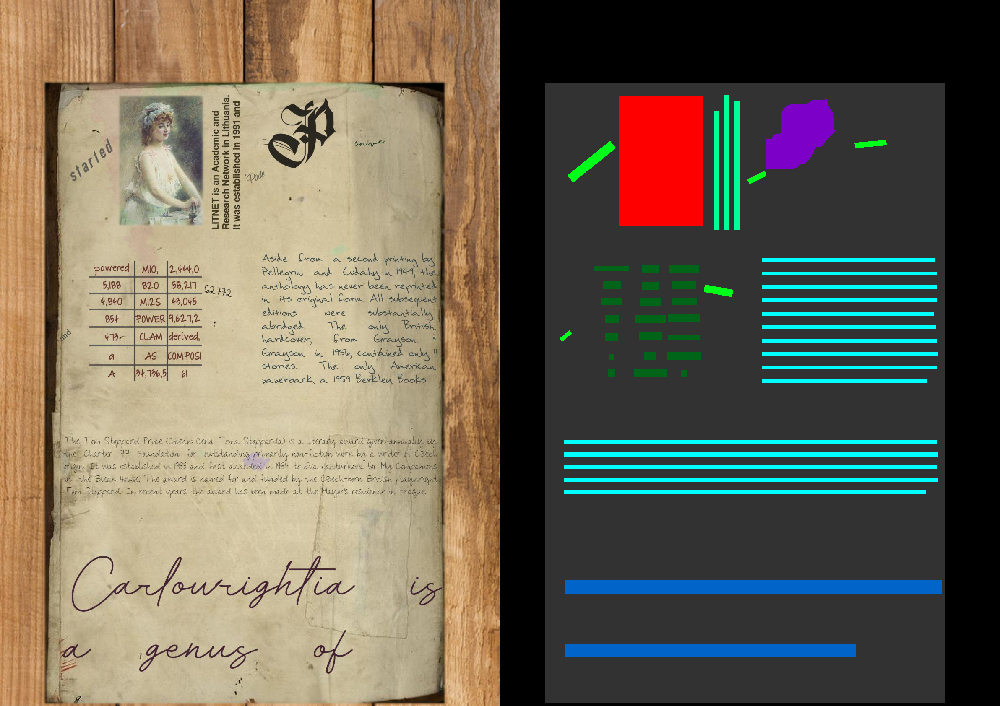 started
LITNET is an Academic and
Research Network in Lithuania.
It was established in 1991 and
'Pade
powered MIO, 2,444,0
5,188 820 58,217
4,840 MI2S 43,045
854 POWER 9,627,2
473- CLAM derived,
a AS COMPOSI
A 34,736,5 61
62772
and
Aside from a second printing by
Pellegrini and Cudahy in 1949, the
anthology has never been reprinted
in its original form. All subsequent
editions were substantially
abridged. The only British
hardcover, from Grayson &
Grayson in 1956, contained only 11
stories. The only American
paperback, a 1959 Berkley Books
The Tom Stoppard Prize (Czech: Cena Toma Stopparda) is a literary award given annually by
the Charter 77 Foundation for outstanding primarily non-fiction work by a writer of Czech
origin. It was established in 1983 and first awarded in 1984, to Eva Kanturkova for My Companions
in the Bleak House. The award is named for and funded by the Czech-born British playwright
Tom Stoppard. In recent years, the award has been made at the Mayor's residence in Prague.
Carlowrightia is
a genus of